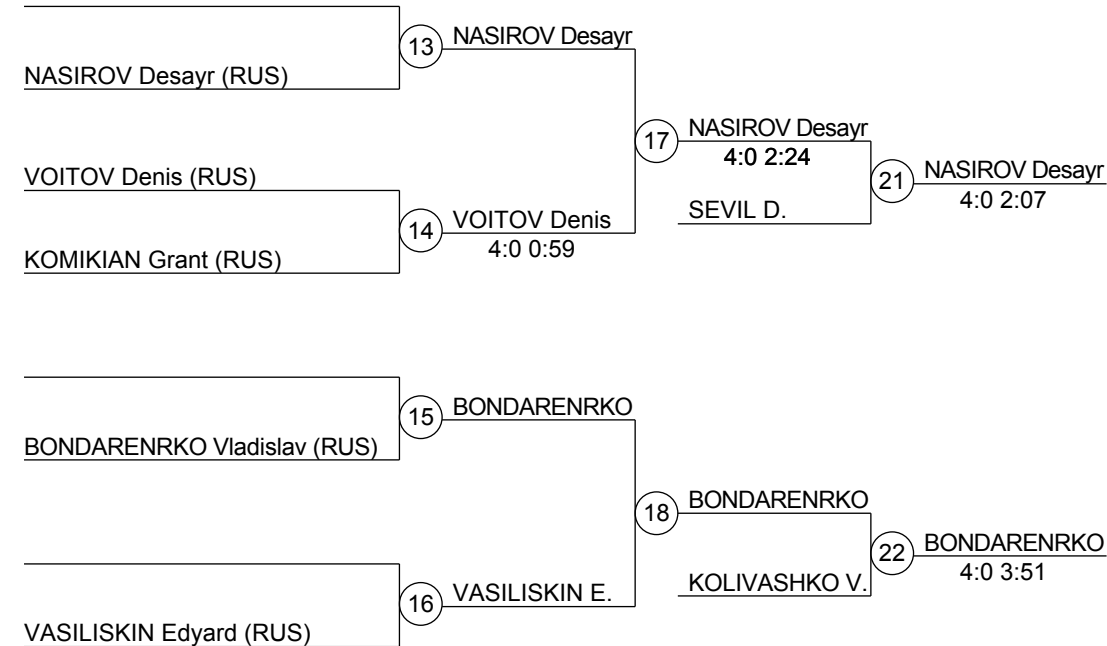 13 NASIROV Desayr
NASIROV Desayr (RUS)
17 NASIROV Desayr
4:0 2:24
VOITOV Denis (RUS)
21 NASIROV Desayr
4:0 2:07
SEVIL D.
14 VOITOV Denis
4:0 0:59
KOMIKIAN Grant (RUS)
15 BONDARENRKO
BONDARENRKO Vladislav (RUS)
18 BONDARENRKO
22 BONDARENRKO
4:0 3:51
KOLIVASHKO V.
16 VASILISKIN E.
VASILISKIN Edyard (RUS)